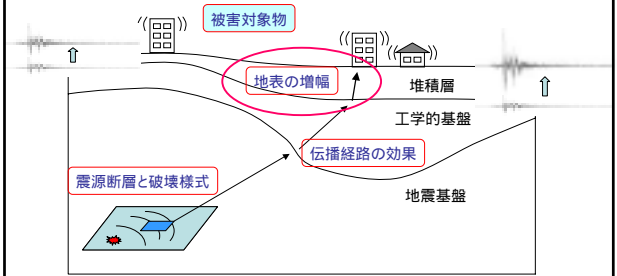 被害対象物
地表の増幅
堆積層
工学的基盤
伝播経路の効果
震源断層と破壊様式
地震基盤